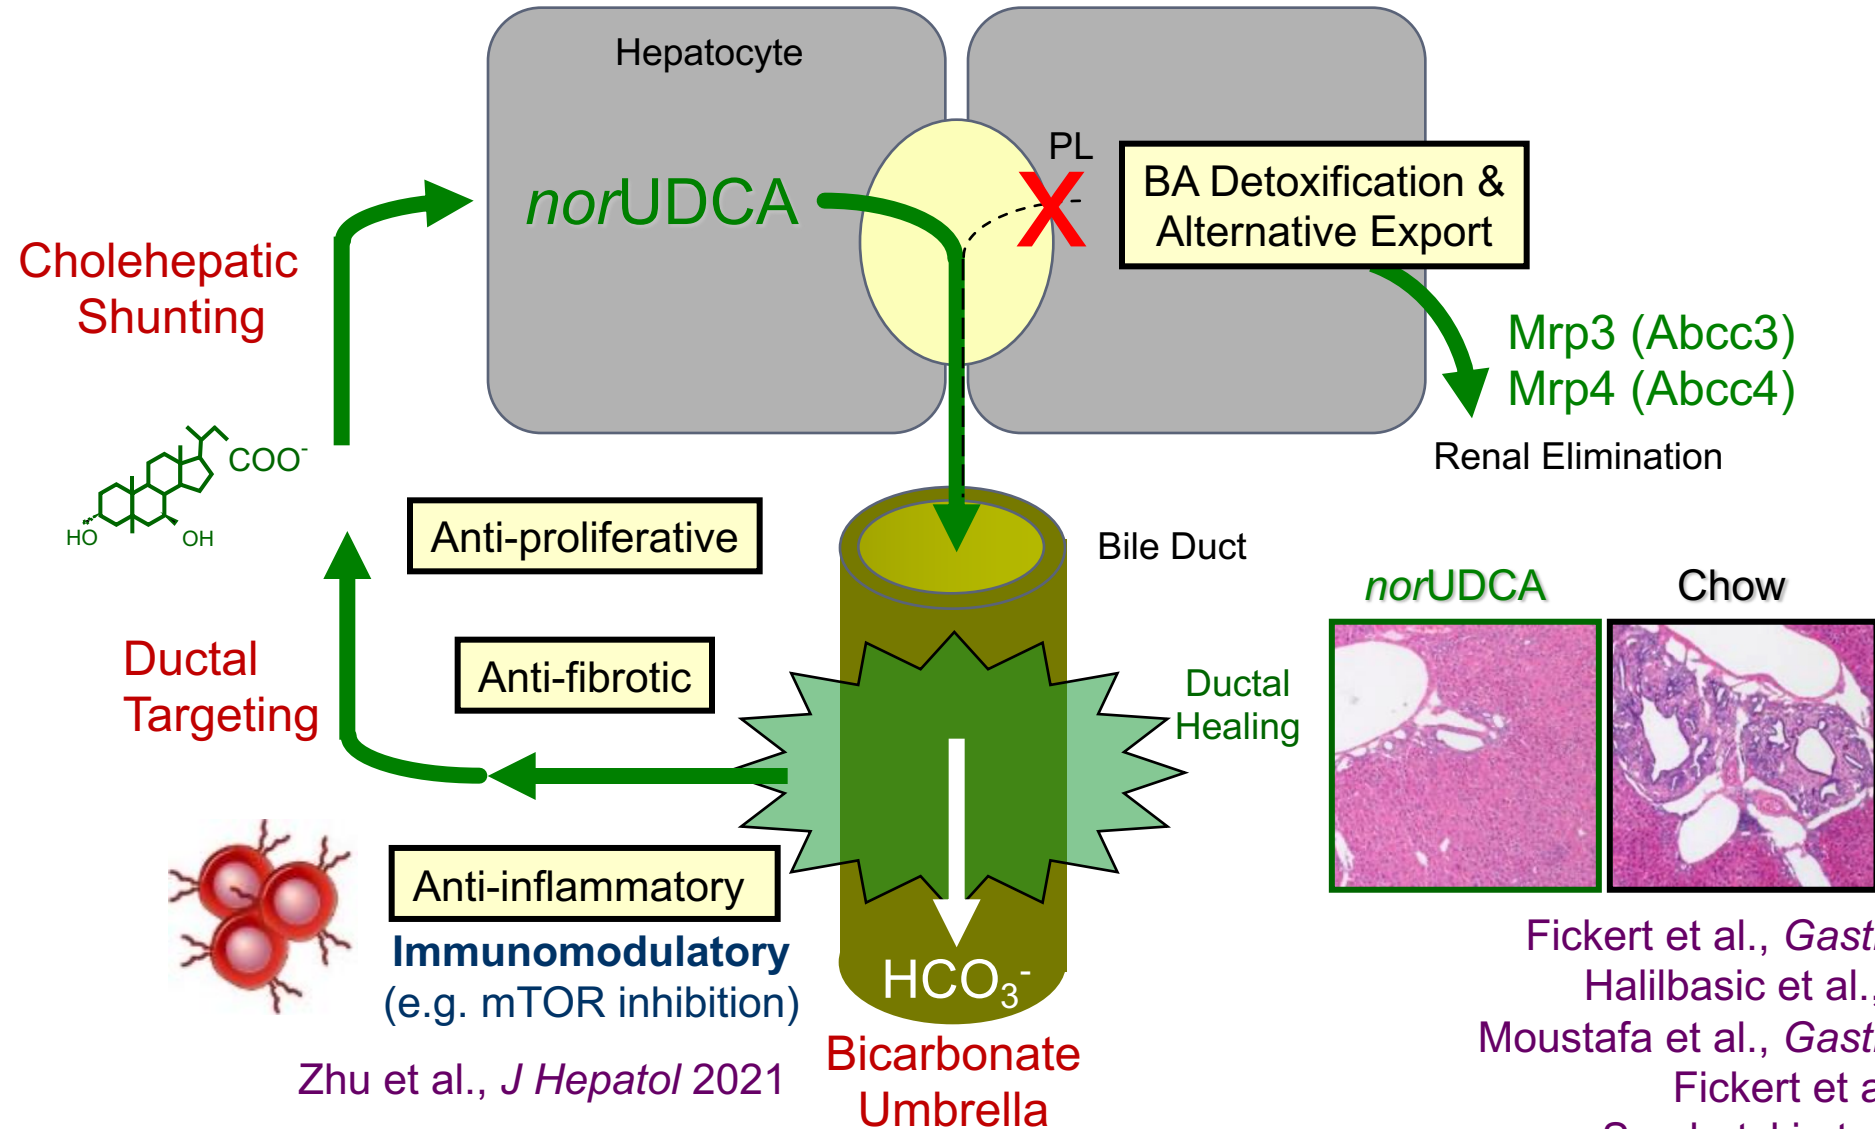 Hepatocyte
PL
X
norUDCA
BA Detoxification &
Alternative Export
Cholehepatic
Shunting
Mrp3 (Abcc3)
Mrp4 (Abcc4)
Renal Elimination
COO-
HO
OH
Anti-proliferative
Bile Duct
norUDCA
Chow
Ductal
Targeting
Anti-fibrotic
Ductal
Healing
Anti-inflammatory
Immunomodulatory
(e.g. mTOR inhibition)
HCO3-
Zhu et al., J Hepatol 2021
Bicarbonate
Umbrella
Fickert et al.,
Halilbasic et al.,
Moustafa et al.,
Fickert et